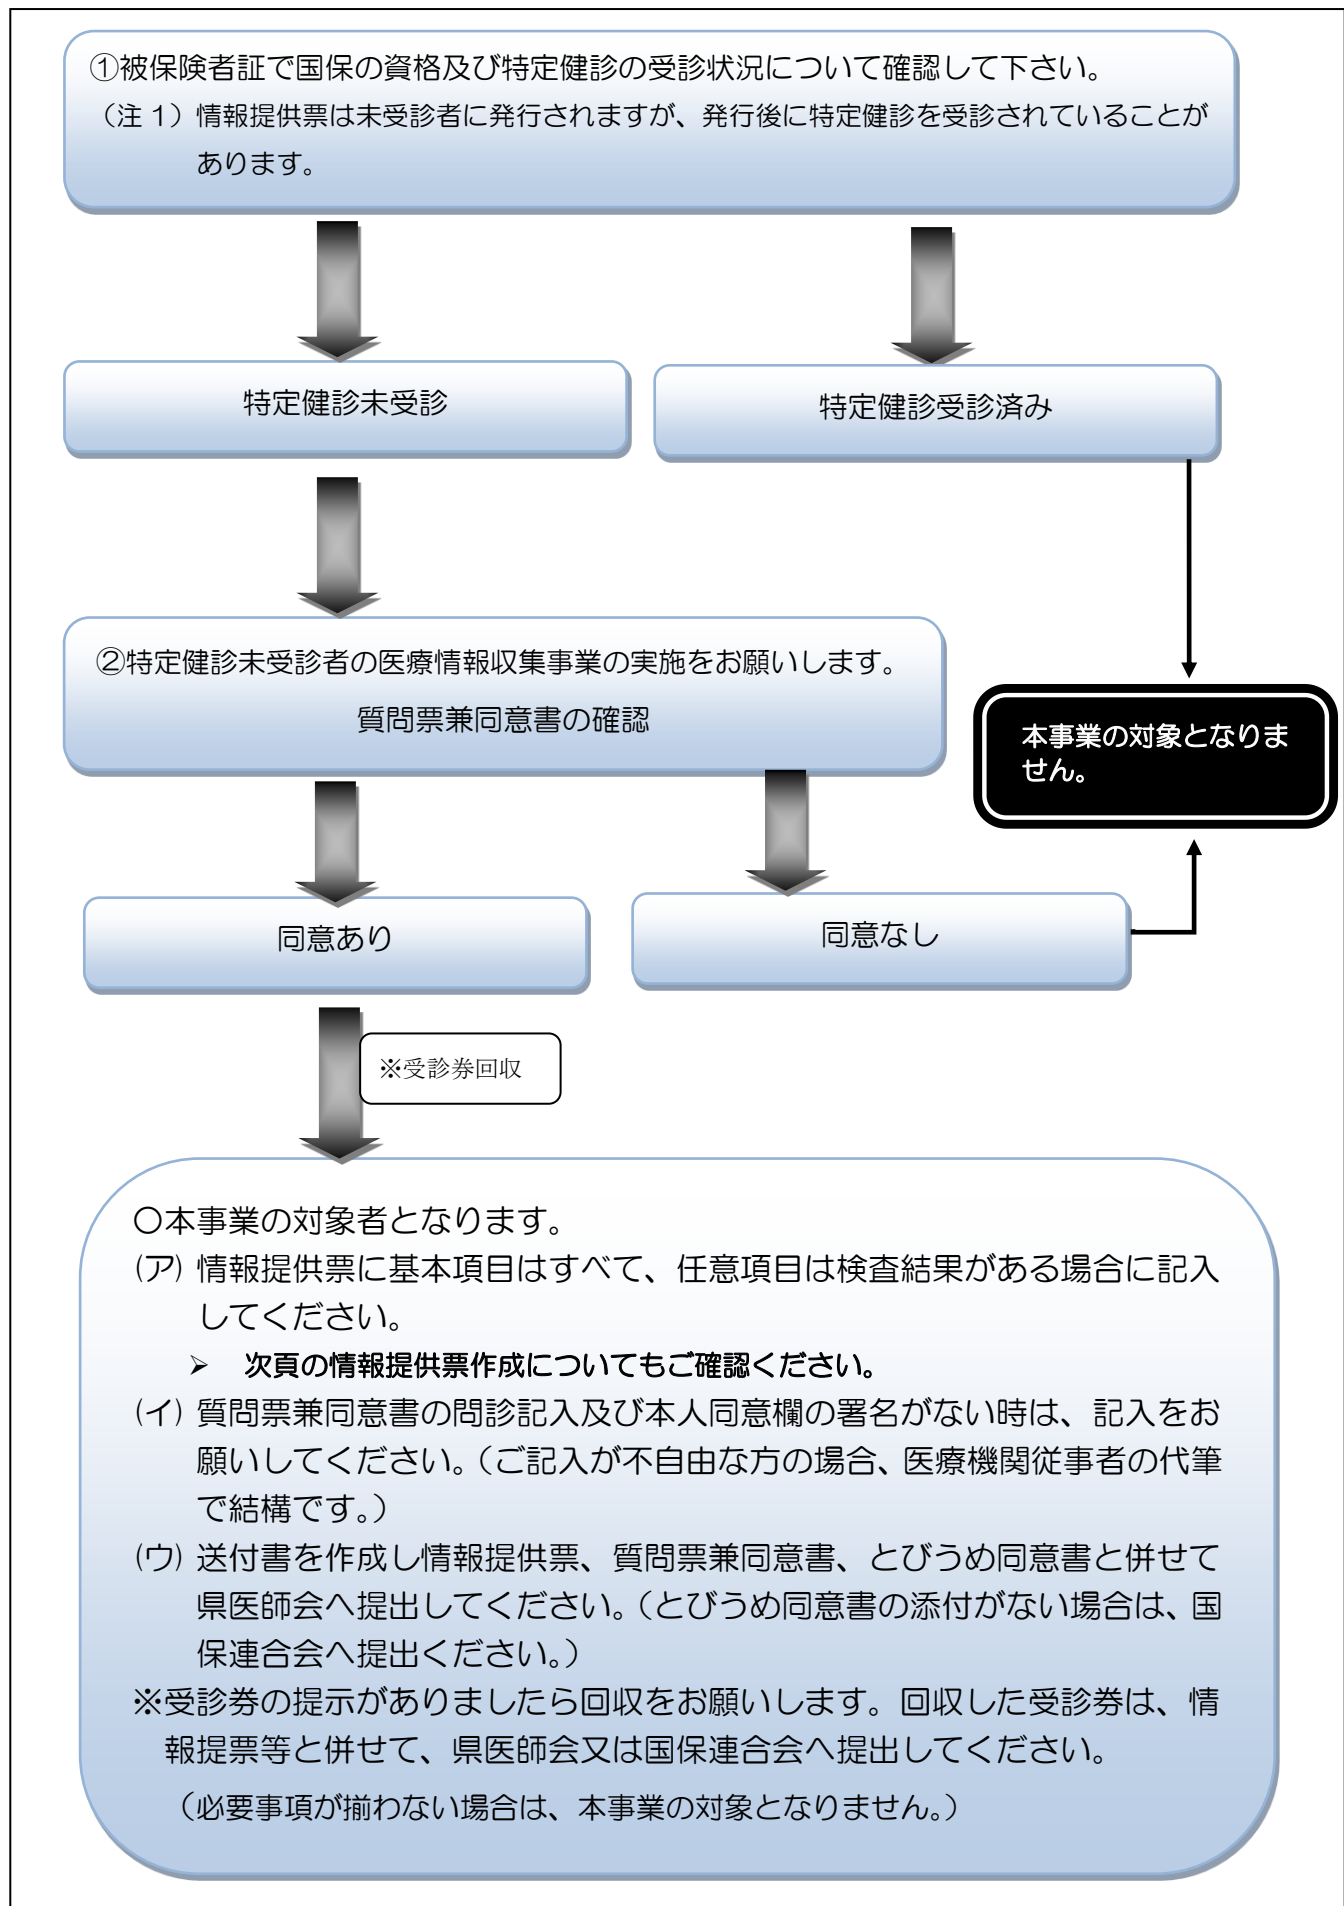 ①被保険者証で国保の資格及び特定健診の受診状況について確認して下さい。
（注 1）情報提供票は未受診者に発行されますが、発行後に特定健診を受診されていることが
あります。
特定健診未受診
特定健診受診済み
②特定健診未受診者の医療情報収集事業の実施をお願いします。
質問票兼同意書の確認
本事業の対象となりま
せん。
同意あり
同意なし
※受診券回収
○本事業の対象者となります。
(ア) 情報提供票に基本項目はすべて、任意項目は検査結果がある場合に記入
してください。
➢ 次頁の情報提供票作成についてもご確認ください。
(イ) 質問票兼同意書の問診記入及び本人同意欄の署名がない時は、記入をお
願いしてください。（ご記入が不自由な方の場合、医療機関従事者の代筆
で結構です。）
(ウ) 送付書を作成し情報提供票、質問票兼同意書、とびうめ同意書と併せて
県医師会へ提出してください。（とびうめ同意書の添付がない場合は、国
保連合会へ提出ください。）
※受診券の提示がありましたら回収をお願いします。回収した受診券は、情
報提票等と併せて、県医師会又は国保連合会へ提出してください。
（必要事項が揃わない場合は、本事業の対象となりません。）